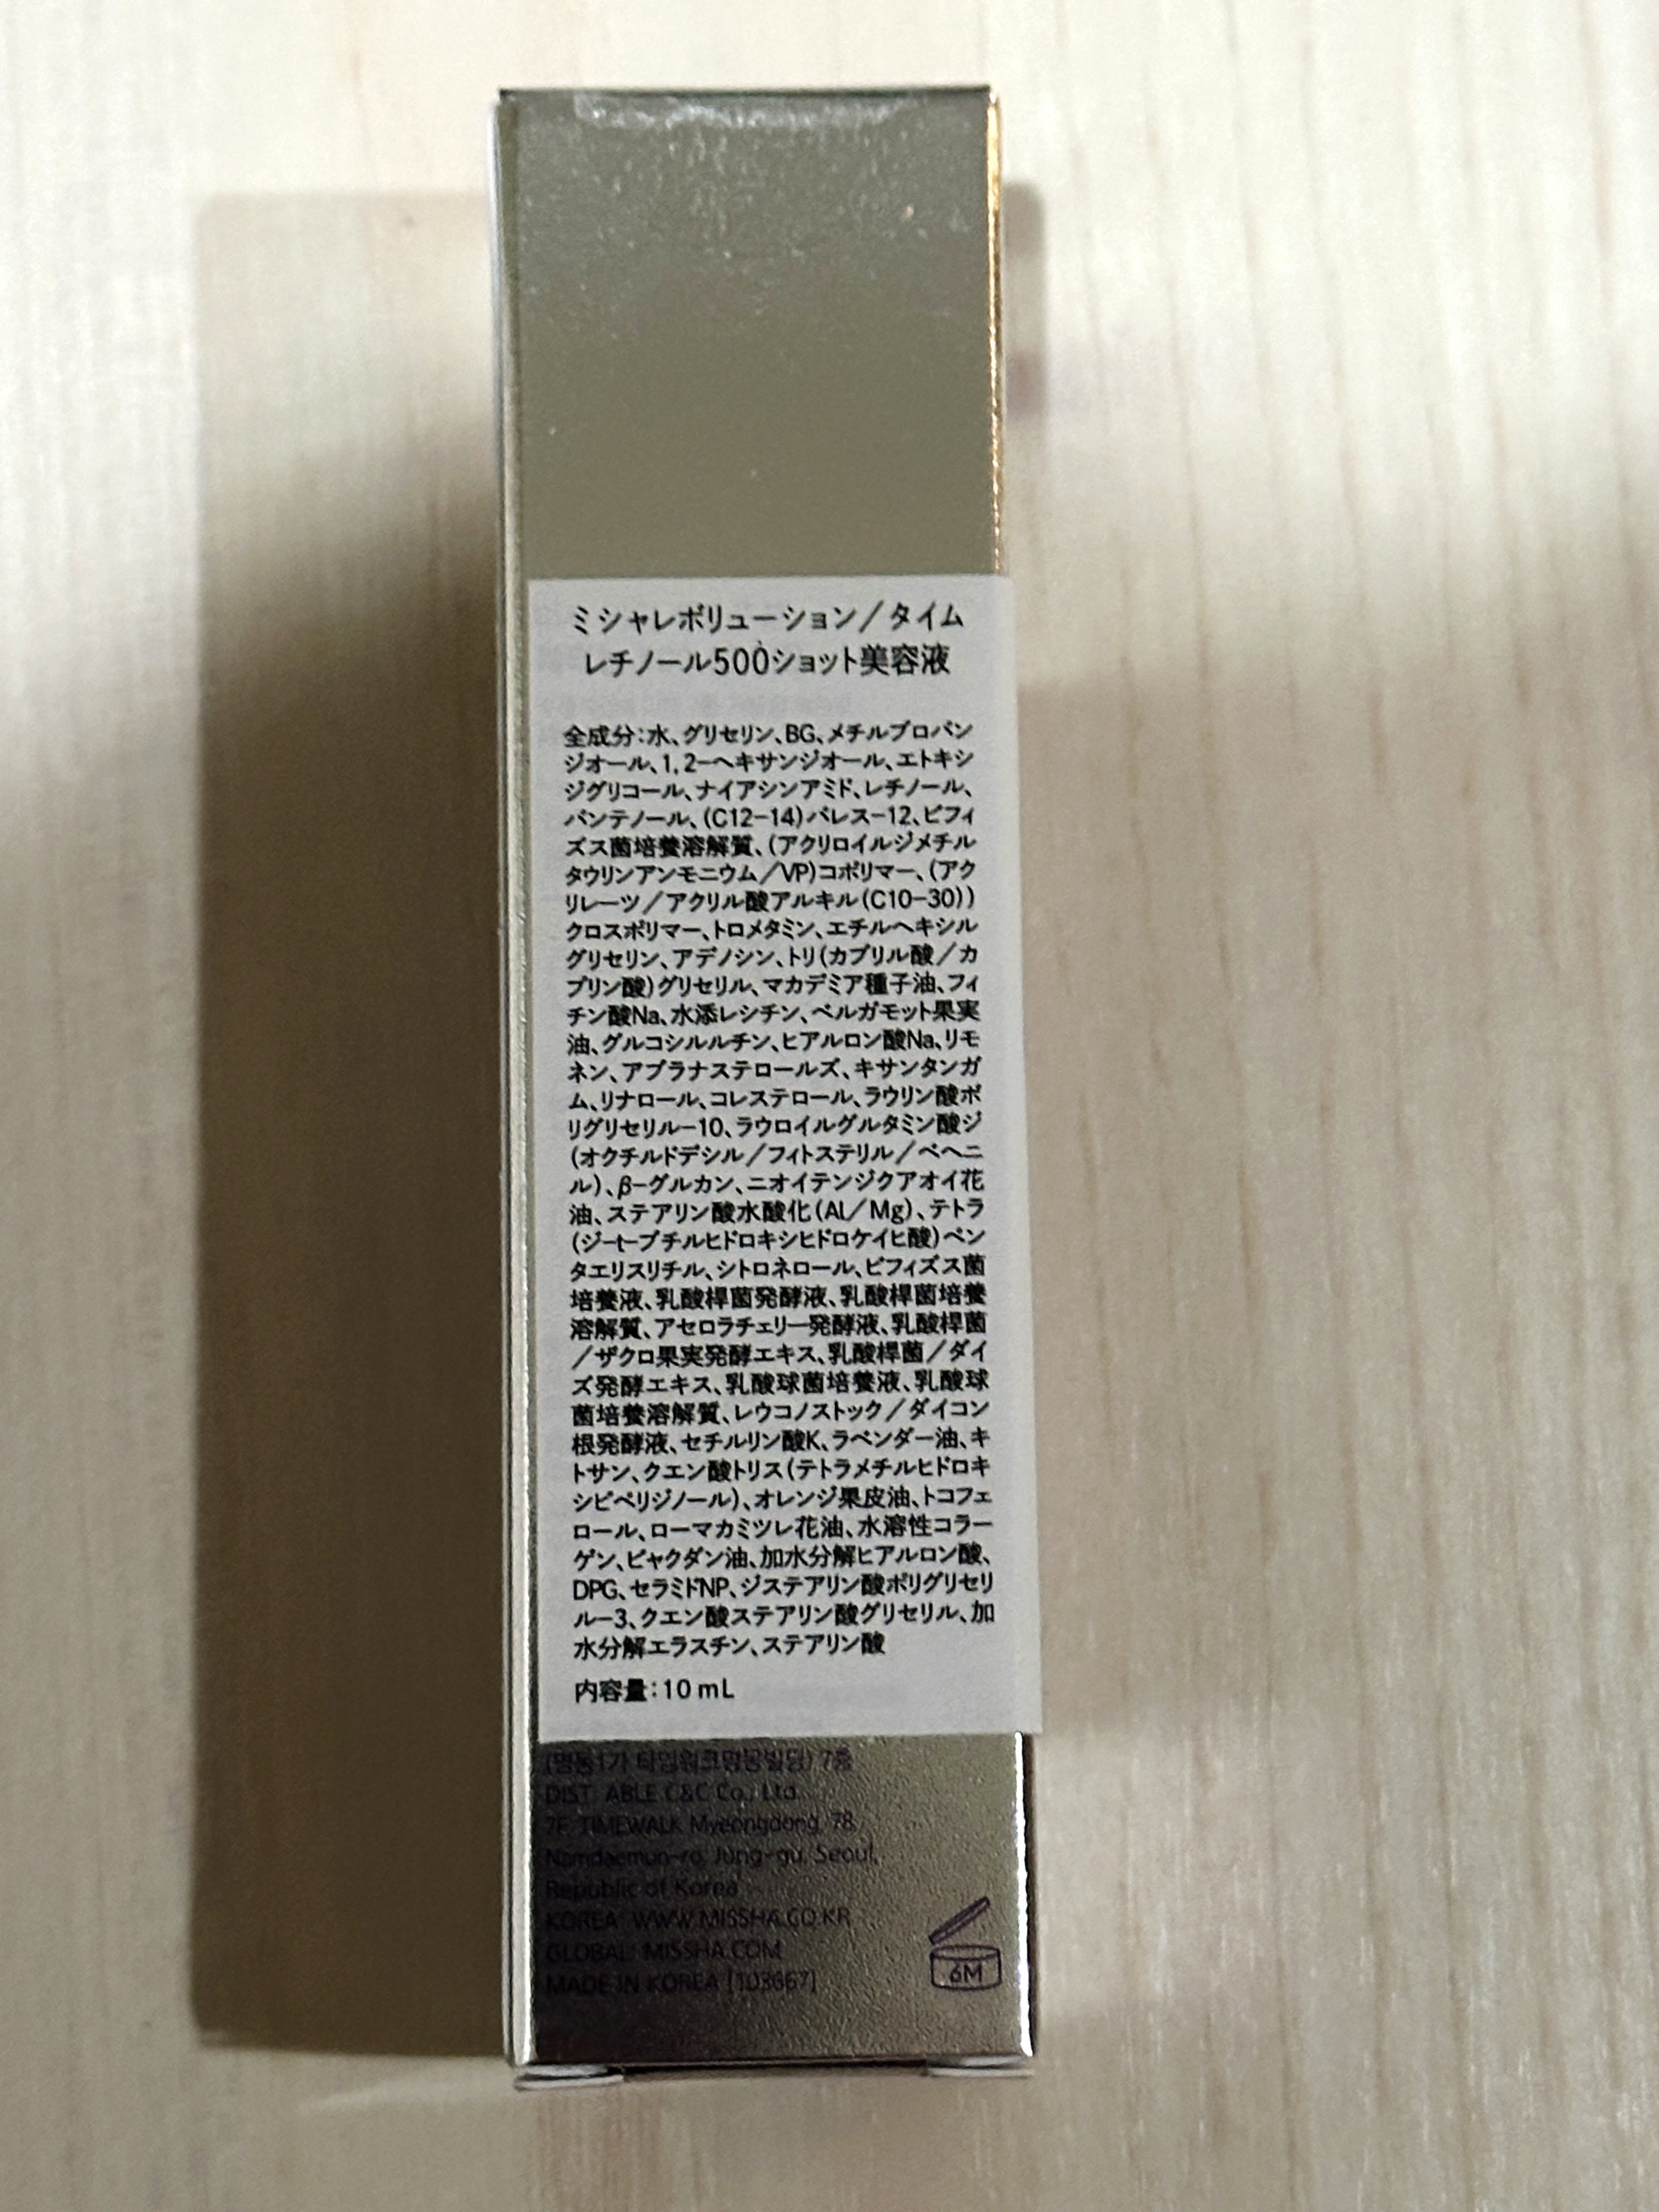 ミシャレボリューション/タイム
レチノール500ショット美容液
全成分:水、グリセリン、BG、メチルプロパン
ジオール、1,2-ヘキサンジオール、エトキシ
ジグリコール、ナイアシンアミド、レチノール、
パンテノール、(C12-14)パレス-12、ビフィ
ズス菌培養溶解質、(アクリロイルジメチル
タウリンアンモニウム/VP)コポリマー、(アク
リレーツ/アクリル酸アルキル(C10-30))
クロスポリマー、トロメタミン、エチルヘキシル
グリセリン、アデノシン、トリ(カプリル酸/カ
プリン酸)グリセリル、マカデミア種子油、フィ
チン酸Na、水添レシチン、ベルガモット果実
油、グルコシルルチン、ヒアルロン酸Na、リモ
ネン、アブラナステロールズ、キサンタンガ
ム、リナロール、コレステロール、ラウリン酸ポ
リグリセリル-10、ラウロイルグルタミン酸ジ
(オクチルドデシル/フィトステリル/ベヘニ
ル)、β-グルカン、ニオイテンジクアオイ花
油、ステアリン酸水酸化(Al/Mg)、テトラ
(ジ-t-ブチルヒドロキシヒドロケイヒ酸)ペン
タエリスリチル、シトロネロール、ビフィズス菌
培養液、乳酸桿菌発酵液、乳酸桿菌培養
溶解質、アセロラチェリー発酵液、乳酸桿菌
/ザクロ果実発酵エキス、乳酸桿菌/ダイ
ズ発酵エキス、乳酸球菌培養液、乳酸球
菌培養溶解質、レウコノストック/ダイコン
根発酵液、セチルリン酸K、ラベンダー油、キ
トサン、クエン酸トリス(テトラメチルヒドロキ
シピペリジノール)、オレンジ果皮油、トコフェ
ロール、ローマカミツレ花油、水溶性コラー
ゲン、ビャクダン油、加水分解ヒアルロン酸、
DPG、セラミドNP、ジステアリン酸ポリグリセリ
ル-3、クエン酸ステアリン酸グリセリル、加
水分解エラスチン、ステアリン酸
内容量:10mL
(명동1가 타임워크명동빌딩) 7층
DIST: ABLE C&C Co., Ltd.
7F, TIMEWALK Myeongdong, 78,
Namdaemun-ro, Jung-gu, Seoul,
Republic of Korea
KOREA: WWW.MISSHA.CO.KR
GLOBAL: MISSHA.COM
MADE IN KOREA [103667]
6M